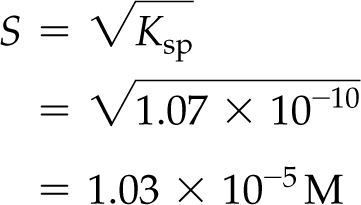 S = √K_sp
= √1.07 × 10⁻¹⁰
= 1.03 × 10⁻⁵ M